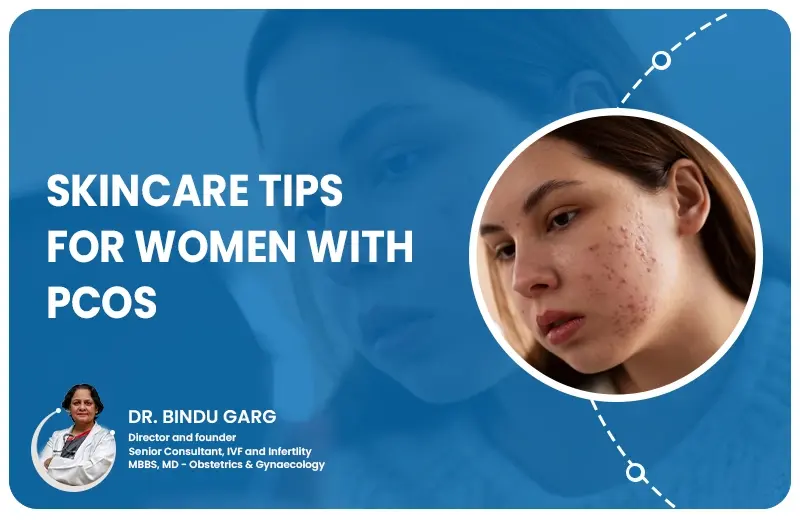 SKINCARE TIPS
FOR WOMEN WITH
PCOS
DR. BINDU GARG
Director and founder
Senior Consultant, IVF and Infertlity
MBBS, MD - Obstetrics & Gynaecology